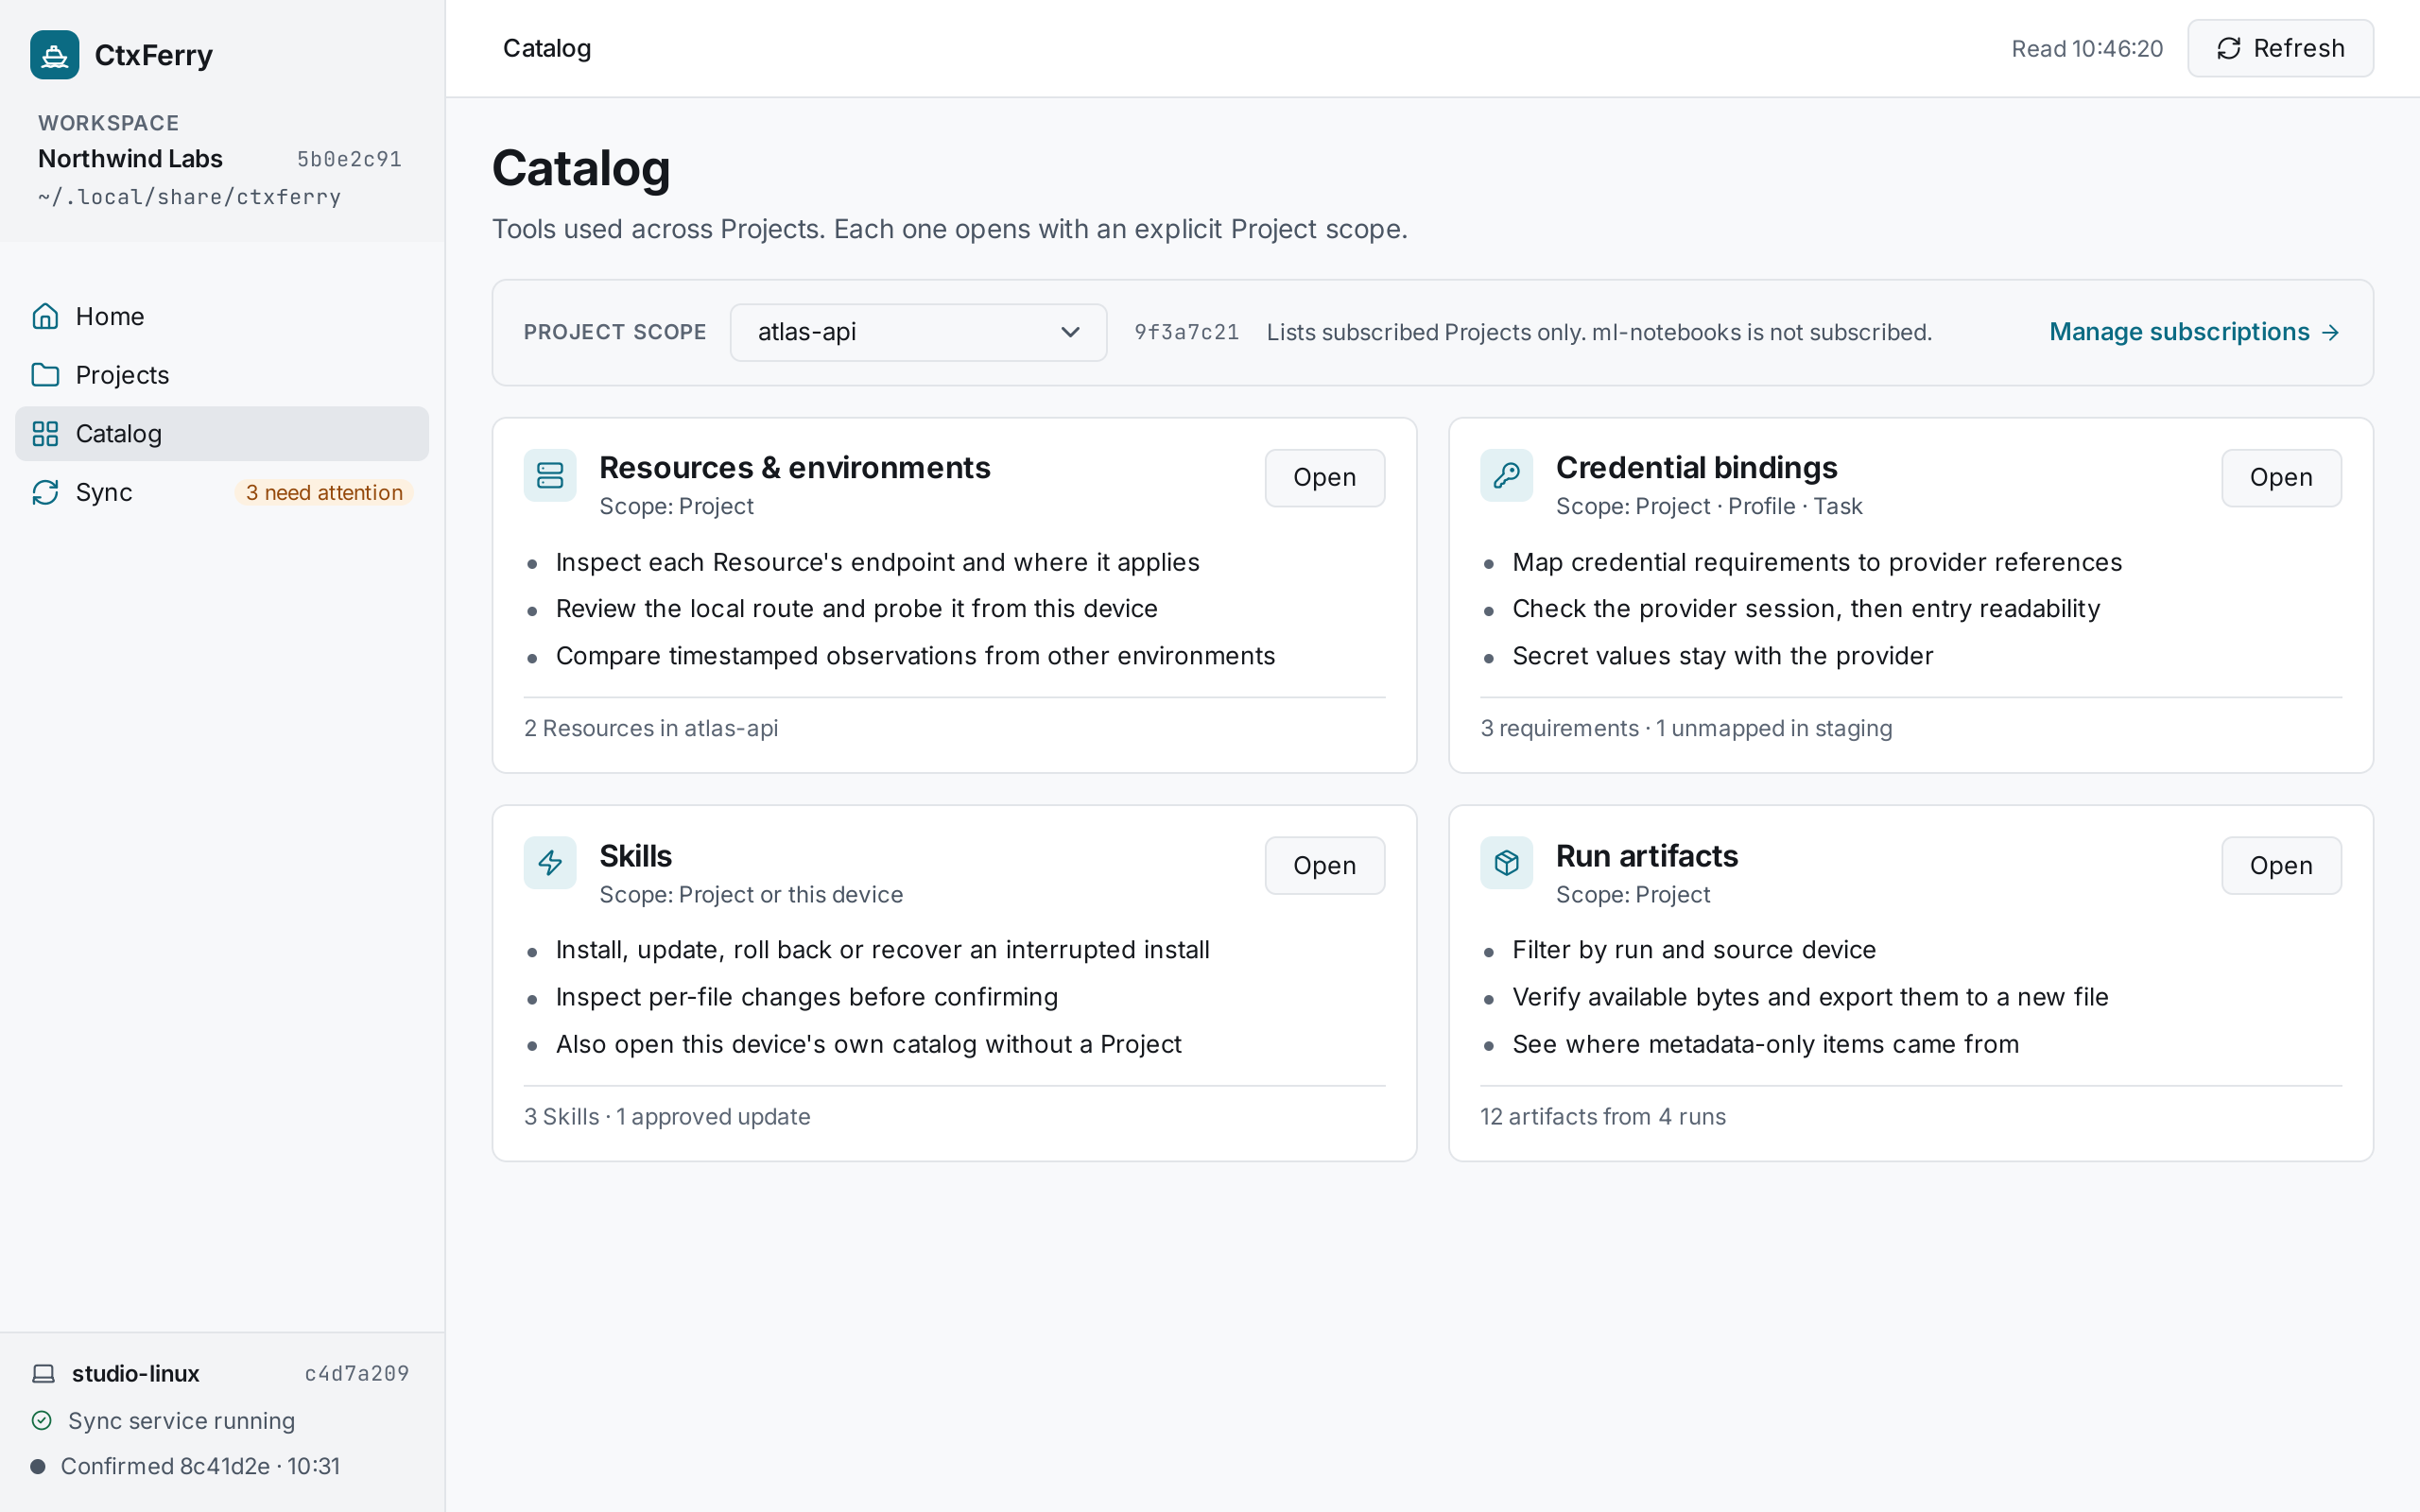 CtxFerry
WORKSPACE
Northwind Labs 5b0e2c91
~/.local/share/ctxferry
Home
Projects
Catalog
Sync 3 need attention
studio-linux c4d7a209
Sync service running
Confirmed 8c41d2e · 10:31
Catalog Read 10:46:20 Refresh
Catalog
Tools used across Projects. Each one opens with an explicit Project scope.
PROJECT SCOPE atlas-api 9f3a7c21 Lists subscribed Projects only. ml-notebooks is not subscribed. Manage subscriptions →
Resources & environments Open
Scope: Project
• Inspect each Resource's endpoint and where it applies
• Review the local route and probe it from this device
• Compare timestamped observations from other environments
2 Resources in atlas-api
Credential bindings Open
Scope: Project · Profile · Task
• Map credential requirements to provider references
• Check the provider session, then entry readability
• Secret values stay with the provider
3 requirements · 1 unmapped in staging
Skills Open
Scope: Project or this device
• Install, update, roll back or recover an interrupted install
• Inspect per-file changes before confirming
• Also open this device's own catalog without a Project
3 Skills · 1 approved update
Run artifacts Open
Scope: Project
• Filter by run and source device
• Verify available bytes and export them to a new file
• See where metadata-only items came from
12 artifacts from 4 runs